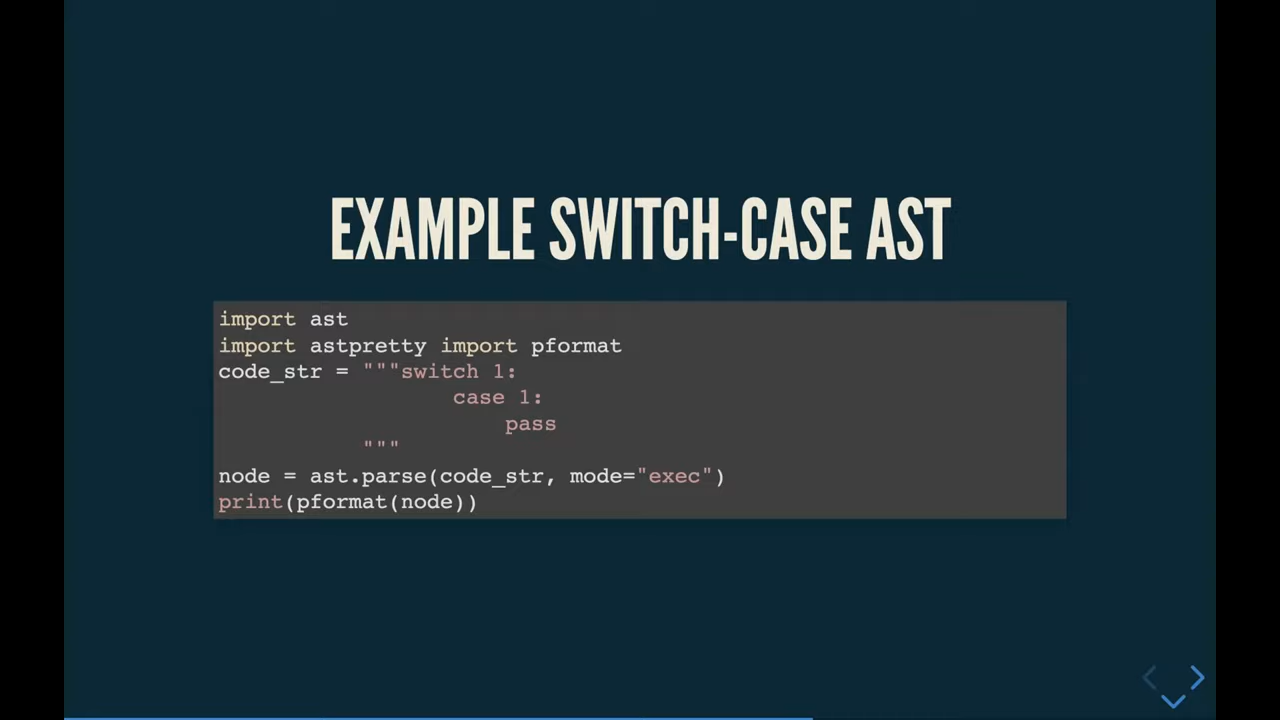 EXAMPLE SWITCH-CASE AST
import ast
import astpretty import pformat
code_str = """switch 1:
case 1:
pass
"""
node = ast.parse(code_str, mode="exec")
print(pformat(node))